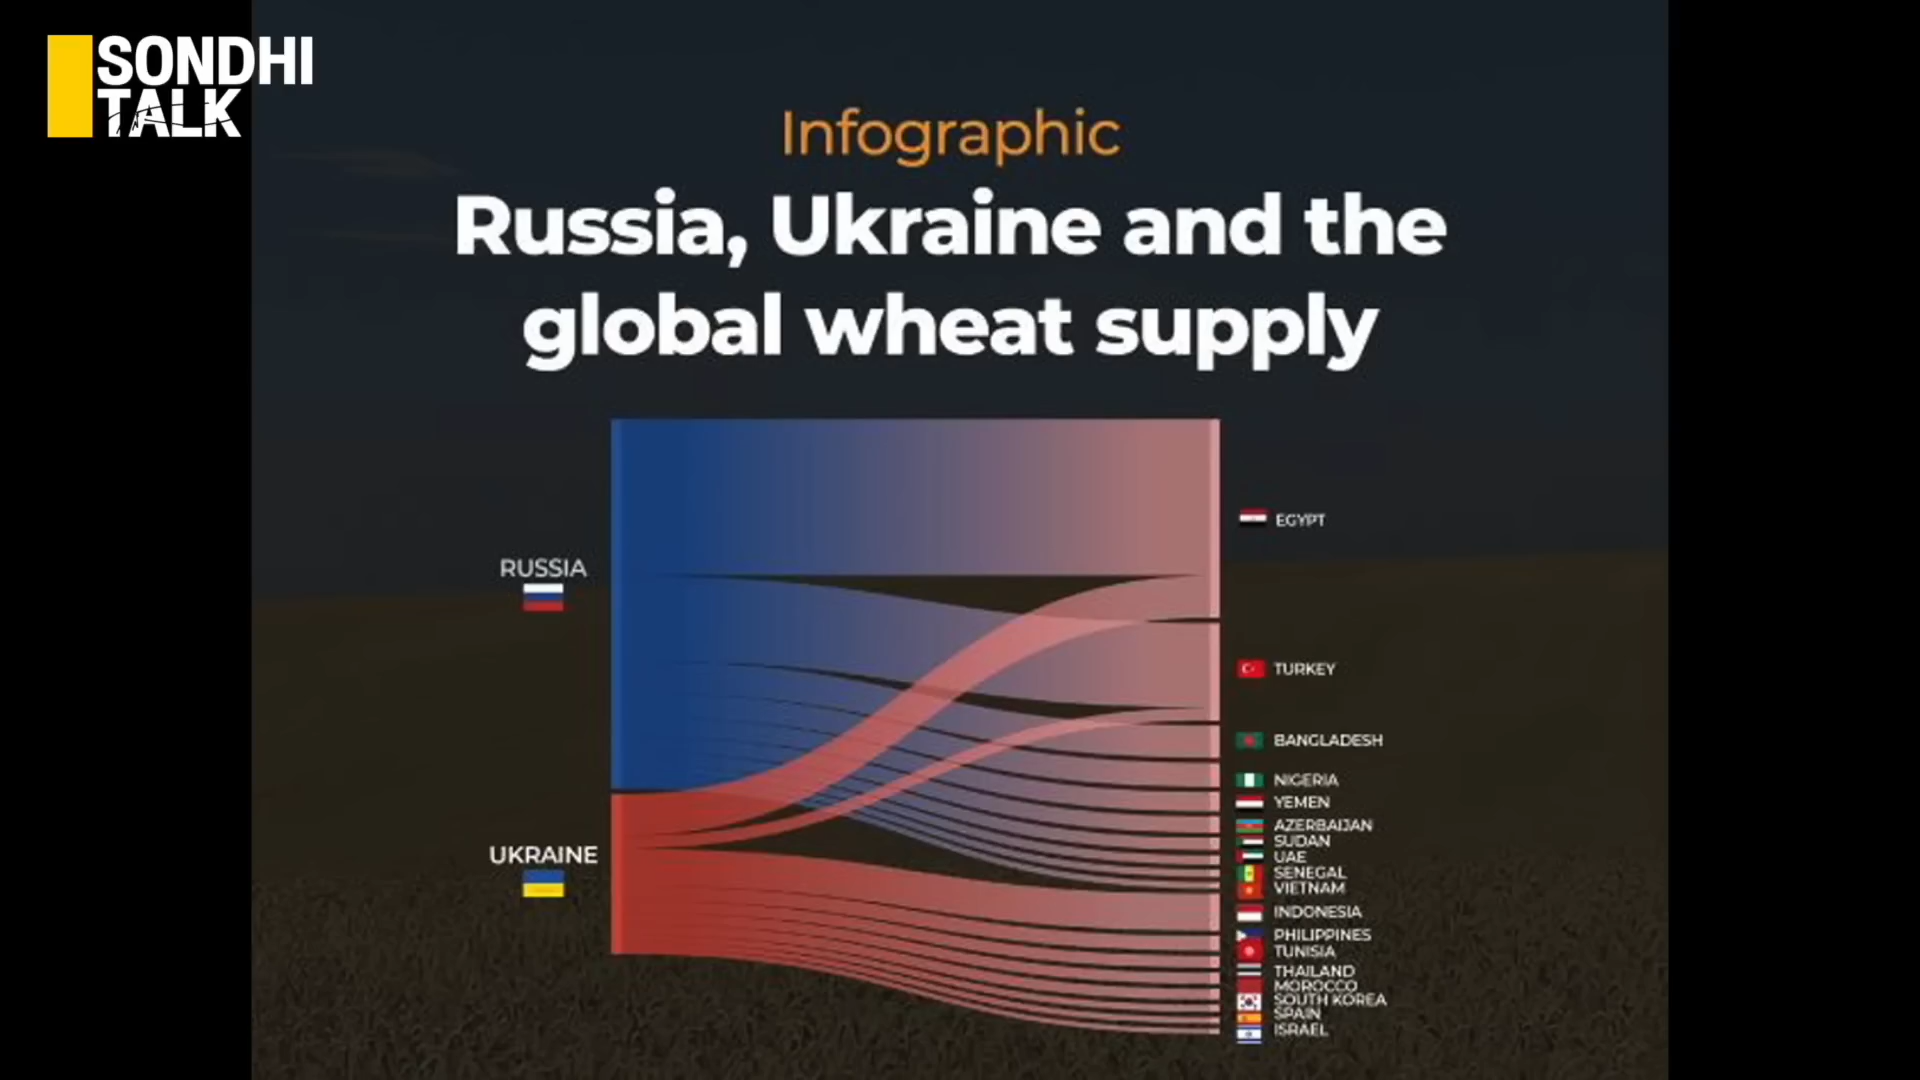 SONDHI
TALK
Infographic
Russia, Ukraine and the
global wheat supply
RUSSIA
UKRAINE
EGYPT
TURKEY
BANGLADESH
NIGERIA
YEMEN
AZERBAIJAN
SUDAN
UAE
SENEGAL
VIETNAM
INDONESIA
PHILIPPINES
TUNISIA
THAILAND
MOROCCO
SOUTH KOREA
SPAIN
ISRAEL